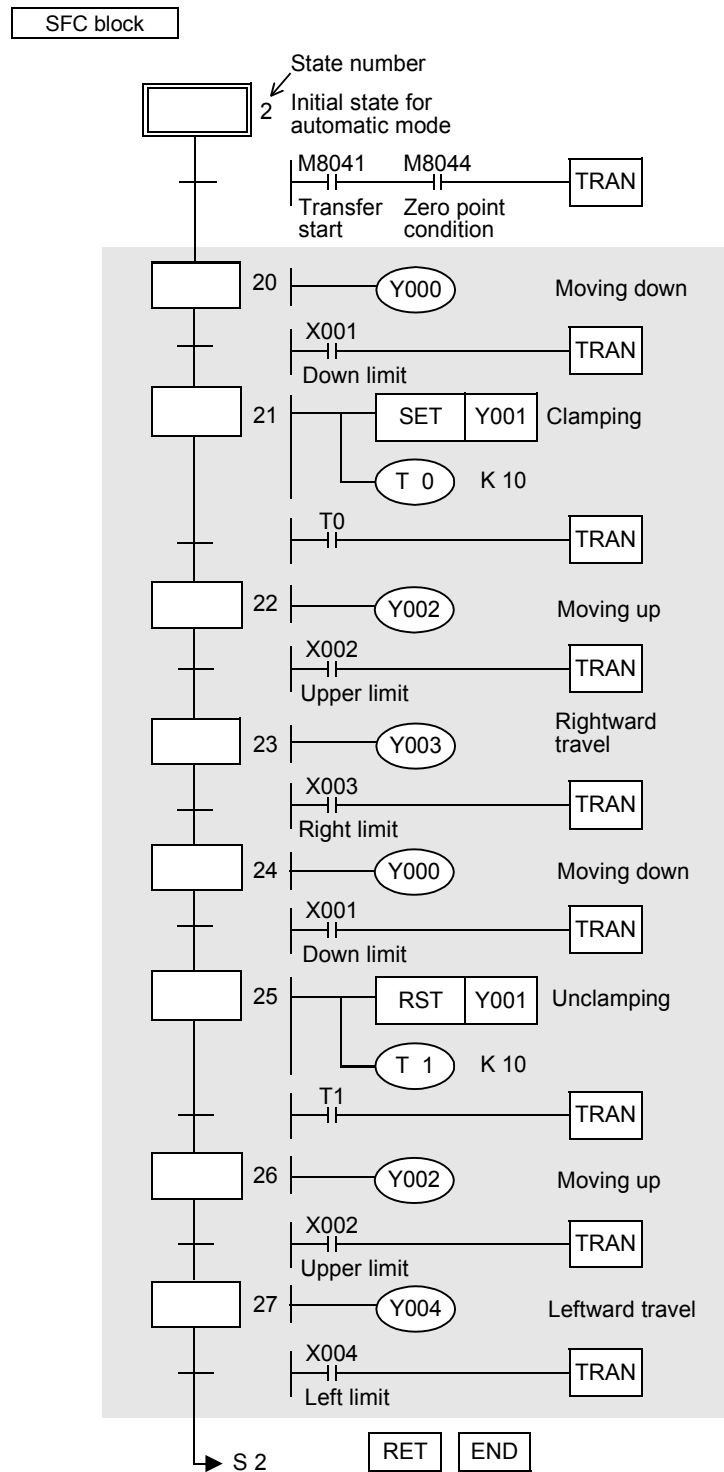 SFC block
State number
2 Initial state for
automatic mode
M8041 M8044
TRAN
Transfer Zero point
start condition
20 Y000 Moving down
X001
TRAN
Down limit
21 SET Y001 Clamping
T 0 K 10
T0
TRAN
22 Y002 Moving up
X002
TRAN
Upper limit
Rightward
23 Y003 travel
X003
TRAN
Right limit
24 Y000 Moving down
X001
TRAN
Down limit
25 RST Y001 Unclamping
T 1 K 10
T1
TRAN
26 Y002 Moving up
X002
TRAN
Upper limit
27 Y004 Leftward travel
X004
TRAN
Left limit
S 2 RET END